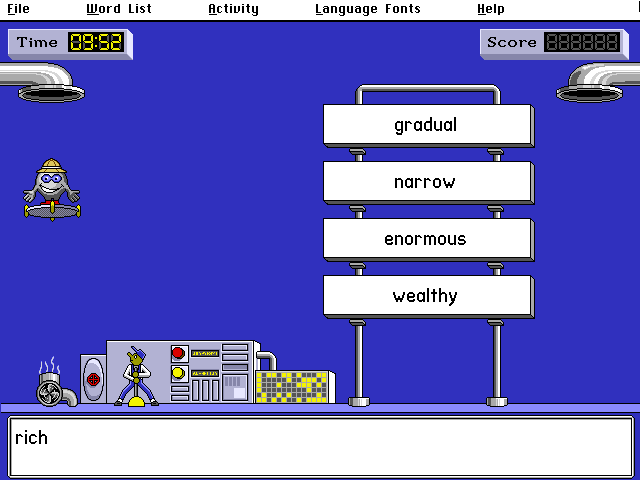 File Word List Activity Language Fonts Help
Time 09:52 Score
gradual
narrow
enormous
wealthy
rich